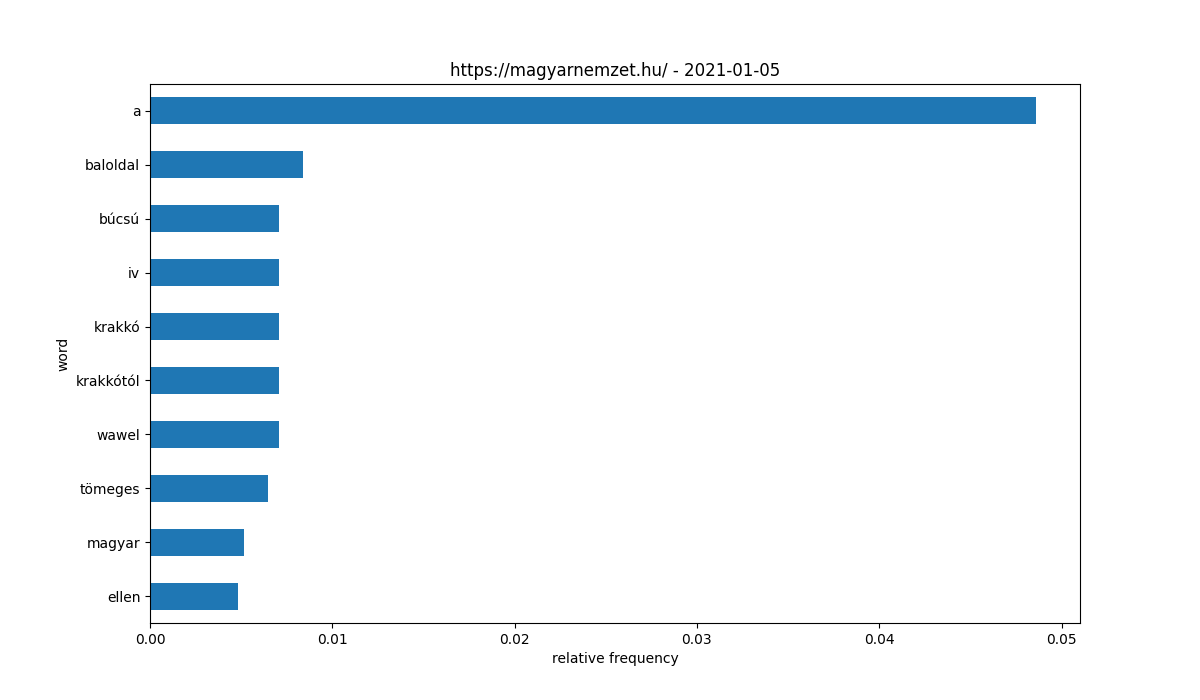 https://magyarnemzet.hu/ - 2021-01-05
a
baloldal
búcsú
iv
krakkó
krakkótól
wawel
tömeges
magyar
ellen
word
0.00 0.01 0.02 0.03 0.04 0.05
relative frequency